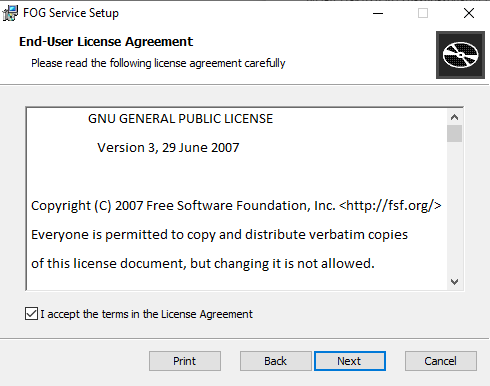 FOG Service Setup
End-User License Agreement
Please read the following license agreement carefully
GNU GENERAL PUBLIC LICENSE
Version 3, 29 June 2007
Copyright (C) 2007 Free Software Foundation, Inc. <http://fsf.org/>
Everyone is permitted to copy and distribute verbatim copies
of this license document, but changing it is not allowed.
I accept the terms in the License Agreement
Print
Back
Next
Cancel